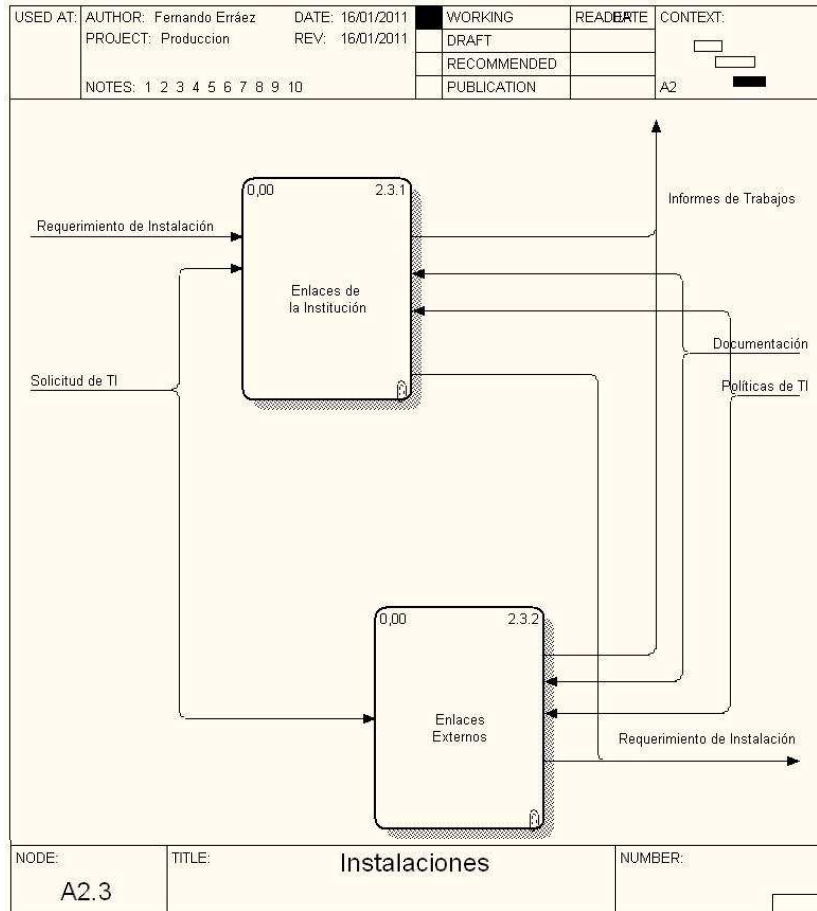 USED AT:
AUTHOR: Fernando Erráez
DATE: 16/01/2011
PROJECT: Produccion
REV: 16/01/2011
NOTES: 1 2 3 4 5 6 7 8 9 10
WORKING
DRAFT
RECOMMENDED
PUBLICATION
READER
DATE
CONTEXT:
A2
0,00
2.3.1
Enlaces de
la Institución
Requerimiento de Instalación
Informes de Trabajos
Solicitud de TI
Documentación
Políticas de TI
0,00
2.3.2
Enlaces
Externos
Requerimiento de Instalación
NODE:
A2.3
TITLE:
Instalaciones
NUMBER: